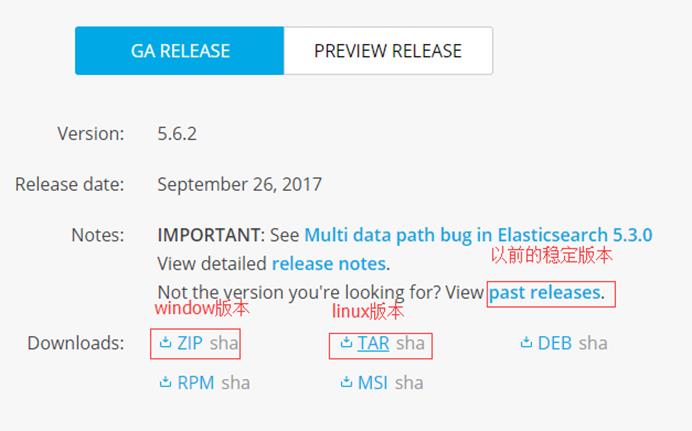 GA RELEASE PREVIEW RELEASE
Version: 5.6.2
Release date: September 26, 2017
Notes: IMPORTANT: See Multi data path bug in Elasticsearch 5.3.0
View detailed release notes.
以前的稳定版本
Not the version you're looking for? View past releases.
window版本 linux版本
Downloads: ZIP sha TAR sha DEB sha
RPM sha MSI sha